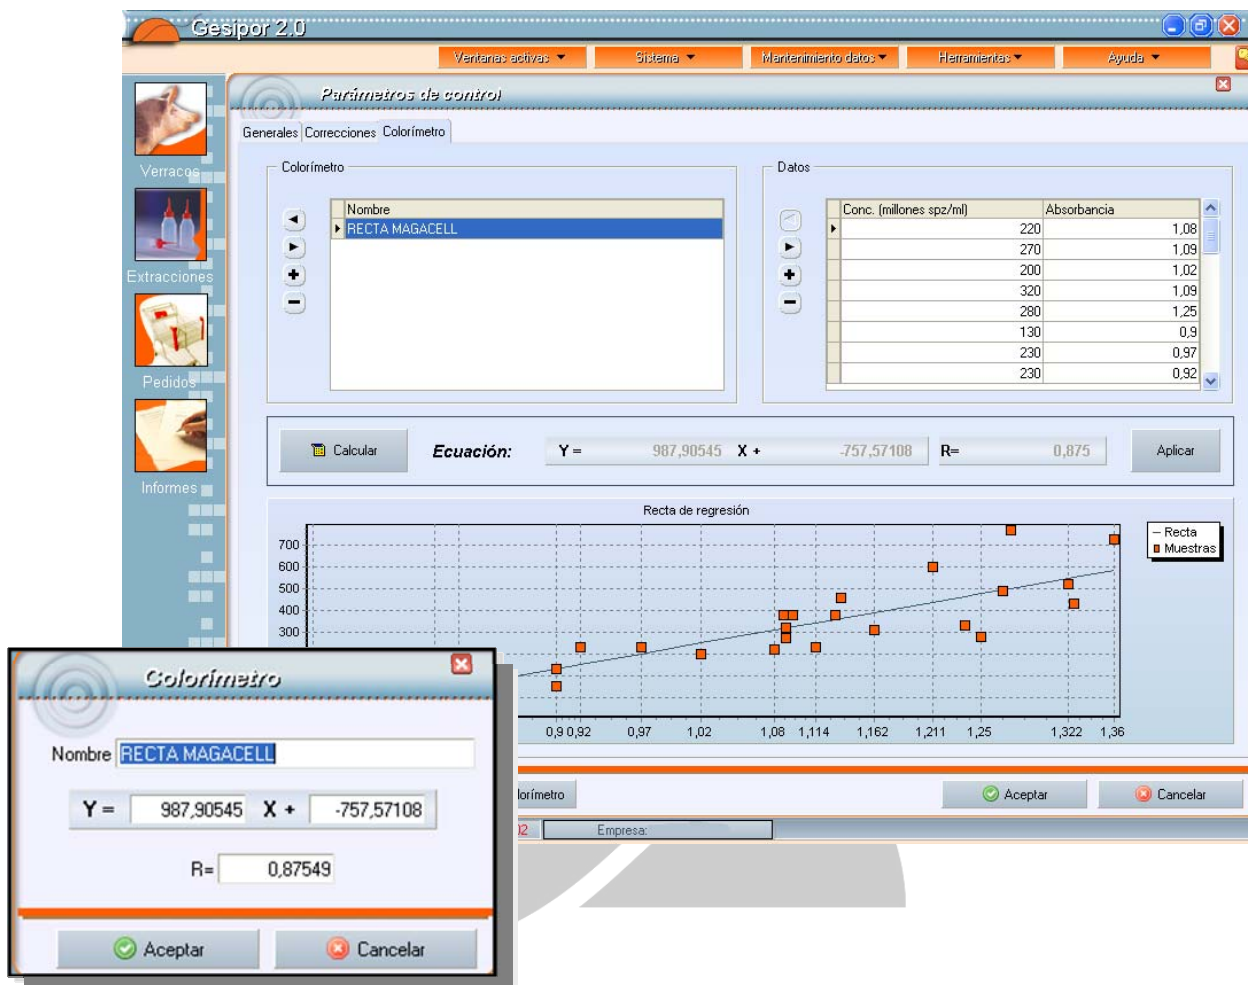 Gesipor 2.0
Ventanas activas Sistema Mantenimiento datos Herramientas Ayuda
Parámetros de control
Generales Correcciones Colorímetro
Verracos
Extracciones
Pedidos
Informes
Colorímetro
Nombre
RECTA MAGACELL
Datos
Conc. (millones spz/ml) Absorbancia
220 1,08
270 1,09
200 1,02
320 1,09
280 1,25
130 0,9
230 0,97
230 0,92
Calcular Ecuación: Y = 987,90545 X + -757,57108 R= 0,875 Aplicar
Recta de regresión
700
600
500
400
300
0,9 0,92 0,97 1,02 1,08 1,114 1,162 1,211 1,25 1,322 1,36
Recta
Muestras
lorímetro Aceptar Cancelar
02 Empresa:
Colorímetro
Nombre RECTA MAGACELL
Y = 987,90545 X + -757,57108
R= 0,87549
Aceptar Cancelar